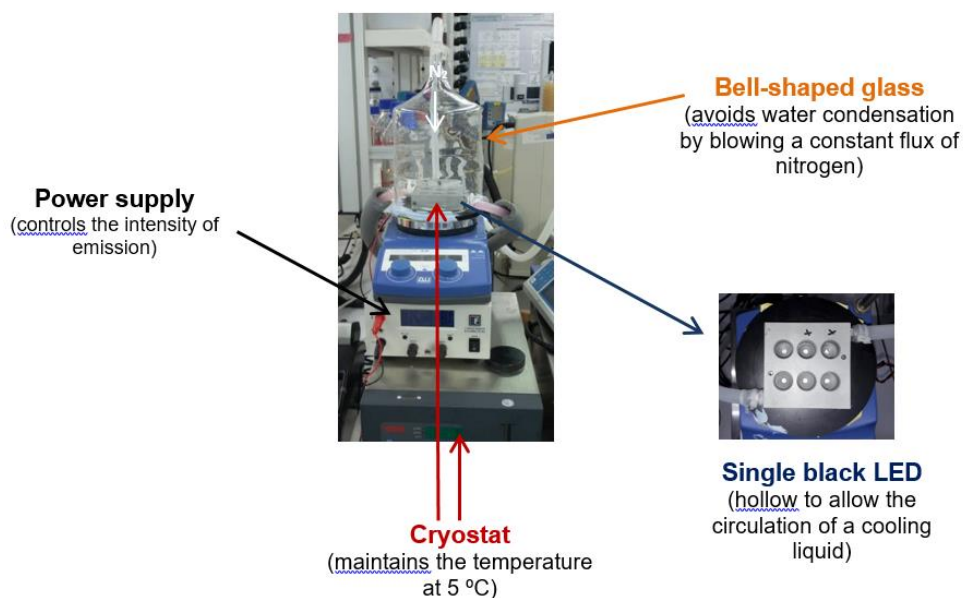 N₂
Bell-shaped glass
(avoids water condensation
by blowing a constant flux of
nitrogen)
Power supply
(controls the intensity of
emission)
Single black LED
(hollow to allow the
circulation of a cooling
liquid)
Cryostat
(maintains the temperature
at 5 ºC)